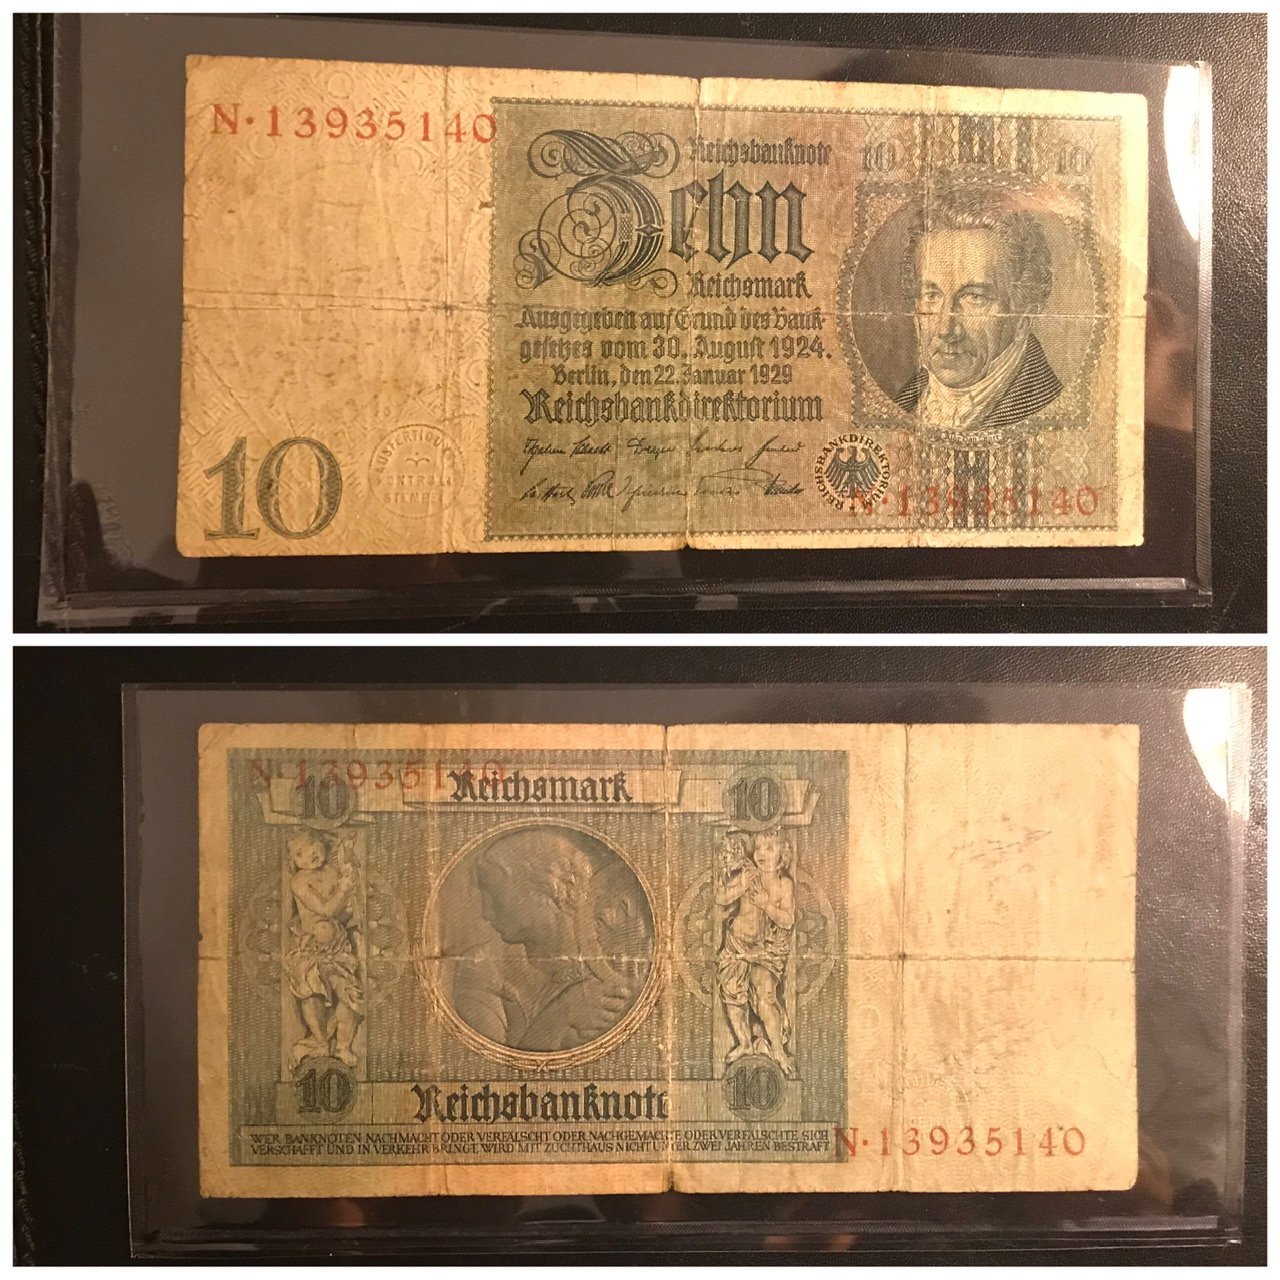 N·13935140
Reichsbanknote
10 10
Zehn
Reichsmark
Ausgegeben auf Grund des Bank-
gesetzes vom 30. August 1924.
Berlin, den 22. Januar 1929
Reichsbankdirektorium
10
REICHSBANKDIREKTORIUM
N·13935140
N·13935140
10 Reichsmark 10
10 Reichsbanknote 10
WER BANKNOTEN NACHMACHT ODER VERFÄLSCHT ODER NACHGEMACHTE ODER VERFÄLSCHTE SICH
VERSCHAFFT UND IN VERKEHR BRINGT, WIRD MIT ZUCHTHAUS NICHT UNTER ZWEI JAHREN BESTRAFT
N·13935140